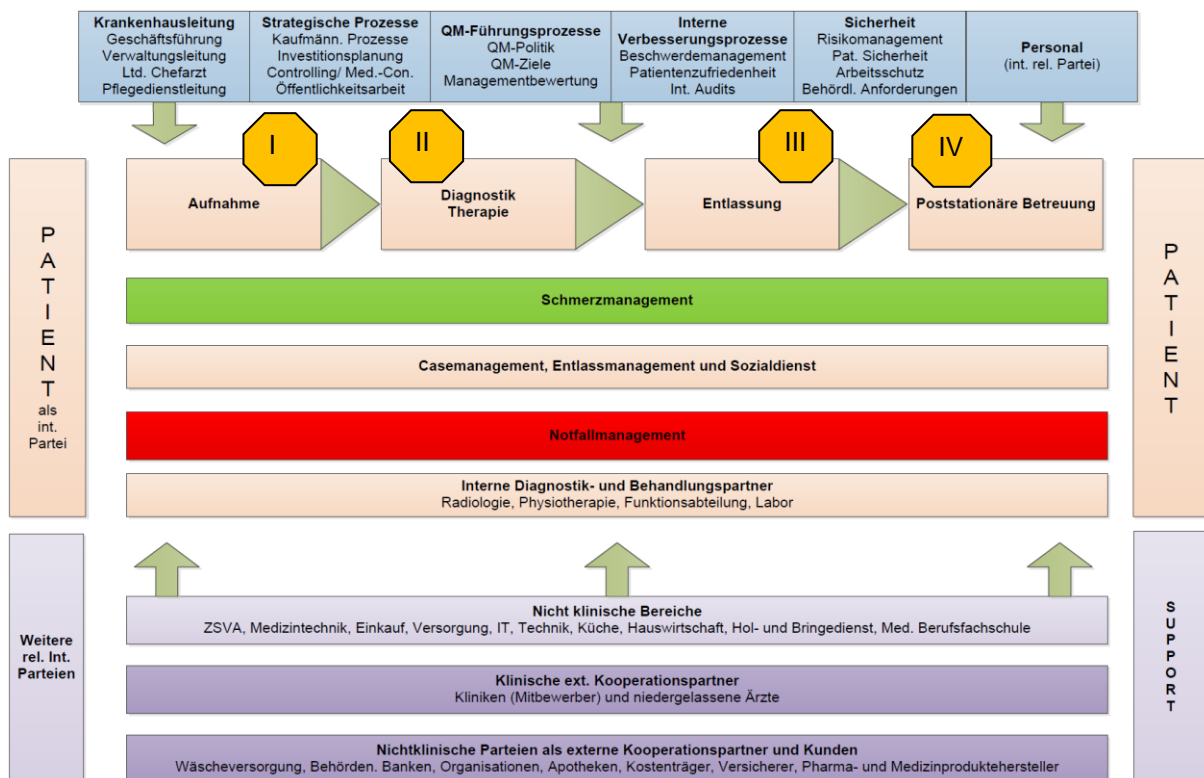 Krankenhausleitung
Geschäftsführung
Verwaltungsleitung
Ltd. Chefarzt
Pflegedienstleitung
Strategische Prozesse
Kaufmänn. Prozesse
Investitionsplanung
Controlling/ Med.-Con.
Öffentlichkeitsarbeit
QM-Führungsprozesse
QM-Politik
QM-Ziele
Managementbewertung
Interne
Verbesserungsprozesse
Beschwerdemanagement
Patientenzufriedenheit
Int. Audits
Sicherheit
Risikomanagement
Pat. Sicherheit
Arbeitsschutz
Behördl. Anforderungen
Personal
(int. rel. Partei)
I
II
III
IV
Aufnahme
Diagnostik
Therapie
Entlassung
Poststationäre Betreuung
P
A
T
I
E
N
T
als
int.
Partei
Schmerzmanagement
Casemanagement, Entlassmanagement und Sozialdienst
Notfallmanagement
Interne Diagnostik- und Behandlungspartner
Radiologie, Physiotherapie, Funktionsabteilung, Labor
P
A
T
I
E
N
T
Weitere
rel. Int.
Parteien
Nicht klinische Bereiche
ZSVA, Medizintechnik, Einkauf, Versorgung, IT, Technik, Küche, Hauswirtschaft, Hol- und Bringedienst, Med. Berufsfachschule
Klinische ext. Kooperationspartner
Kliniken (Mitbewerber) und niedergelassene Ärzte
Nichtklinische Parteien als externe Kooperationspartner und Kunden
Wäscheversorgung, Behörden. Banken, Organisationen, Apotheken, Kostenträger, Versicherer, Pharma- und Medizinproduktehersteller
S
U
P
P
O
R
T